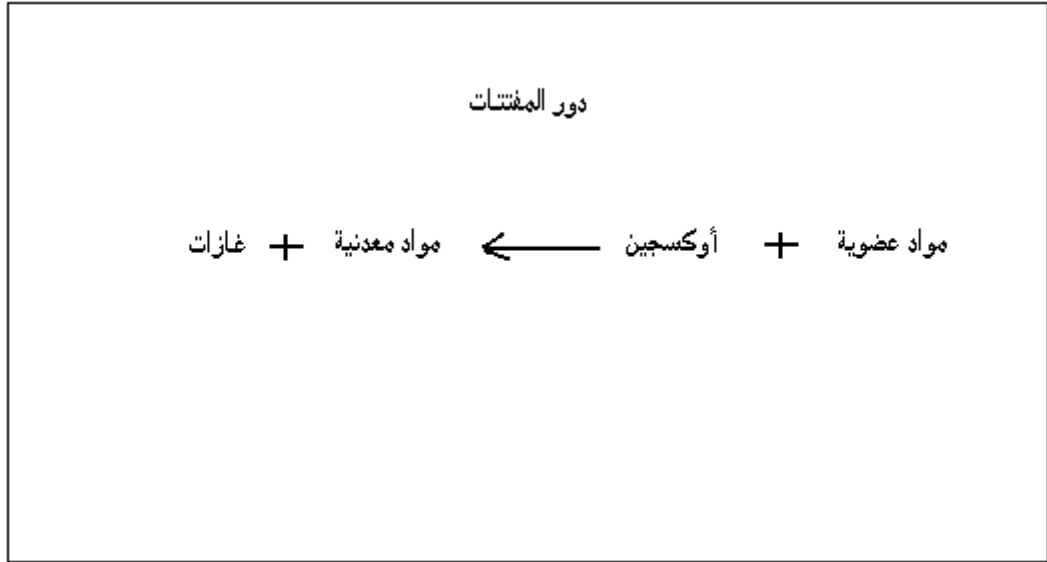 دور المفتتات
مواد عضوية + أوكسجين ← مواد معدنية + غازات